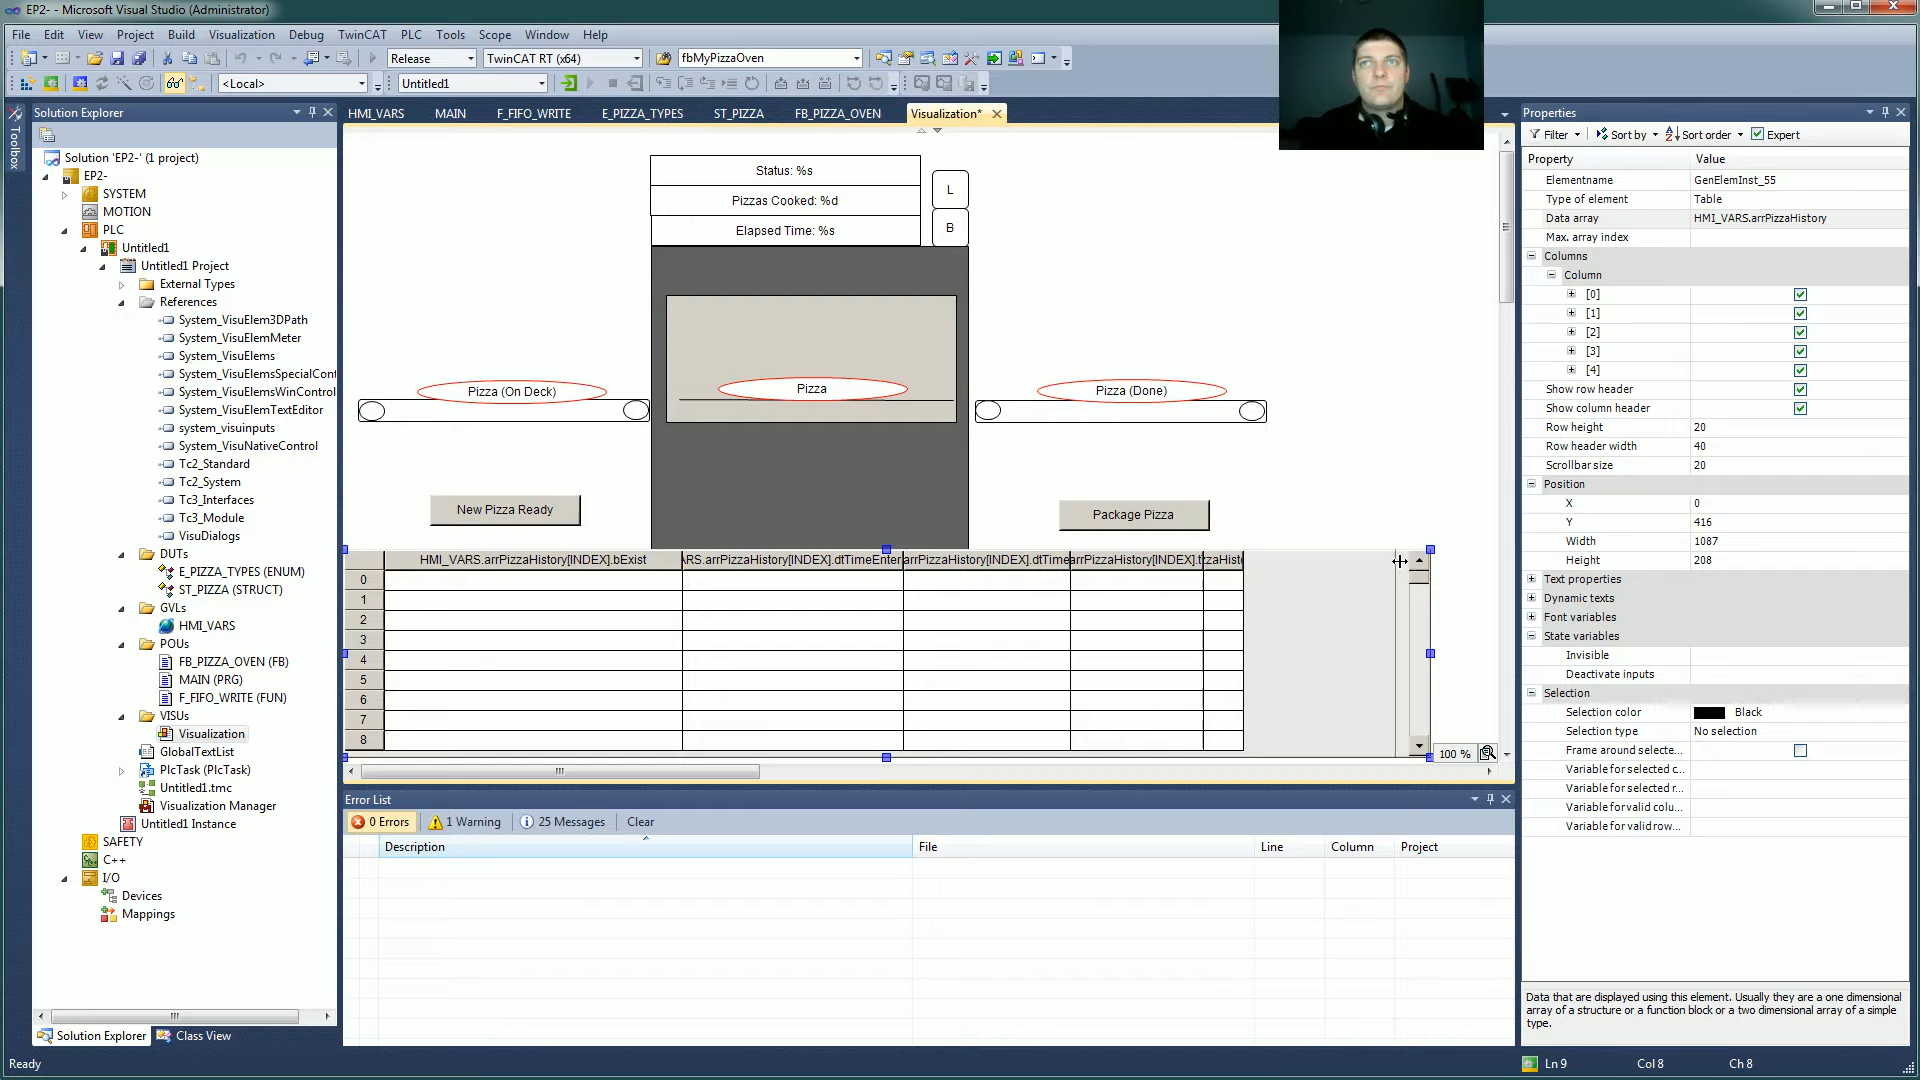 EP2- - Microsoft Visual Studio (Administrator)
File Edit View Project Build Visualization Debug TwinCAT PLC Tools Scope Window Help
Release TwinCAT RT (x64) fbMyPizzaOven
<Local> Untitled1
Toolbox
Solution Explorer
Solution 'EP2-' (1 project)
EP2-
SYSTEM
MOTION
PLC
Untitled1
Untitled1 Project
External Types
References
System_VisuElem3DPath
System_VisuElemMeter
System_VisuElems
System_VisuElemsSpecialCont
System_VisuElemsWinControl
System_VisuElemTextEditor
system_visuinputs
System_VisuNativeControl
Tc2_Standard
Tc2_System
Tc3_Interfaces
Tc3_Module
VisuDialogs
DUTs
E_PIZZA_TYPES (ENUM)
ST_PIZZA (STRUCT)
GVLs
HMI_VARS
POUs
FB_PIZZA_OVEN (FB)
MAIN (PRG)
F_FIFO_WRITE (FUN)
VISUs
Visualization
GlobalTextList
PlcTask (PlcTask)
Untitled1.tmc
Visualization Manager
Untitled1 Instance
SAFETY
C++
I/O
Devices
Mappings
Solution Explorer Class View
HMI_VARS MAIN F_FIFO_WRITE E_PIZZA_TYPES ST_PIZZA FB_PIZZA_OVEN Visualization*
Status: %s
Pizzas Cooked: %d
Elapsed Time: %s
L
B
Pizza (On Deck)
Pizza
Pizza (Done)
New Pizza Ready
Package Pizza
HMI_VARS.arrPizzaHistory[INDEX].bExist ARS.arrPizzaHistory[INDEX].dtTimeEnter arrPizzaHistory[INDEX].dtTime arrPizzaHistory[INDEX].t zzaHist
0
1
2
3
4
5
6
7
8
100 %
Error List
0 Errors 1 Warning 25 Messages Clear
Description File Line Column Project
Properties
Filter Sort by Sort order Expert
Property Value
Elementname GenElemInst_55
Type of element Table
Data array HMI_VARS.arrPizzaHistory
Max. array index
Columns
Column
[0]
[1]
[2]
[3]
[4]
Show row header
Show column header
Row height 20
Row header width 40
Scrollbar size 20
Position
X 0
Y 416
Width 1087
Height 208
Text properties
Dynamic texts
Font variables
State variables
Invisible
Deactivate inputs
Selection
Selection color Black
Selection type No selection
Frame around selecte...
Variable for selected c...
Variable for selected r...
Variable for valid colu...
Variable for valid row...
Data that are displayed using this element. Usually they are a one dimensional
array of a structure or a function block or a two dimensional array of a simple
type.
Ready Ln 9 Col 8 Ch 8